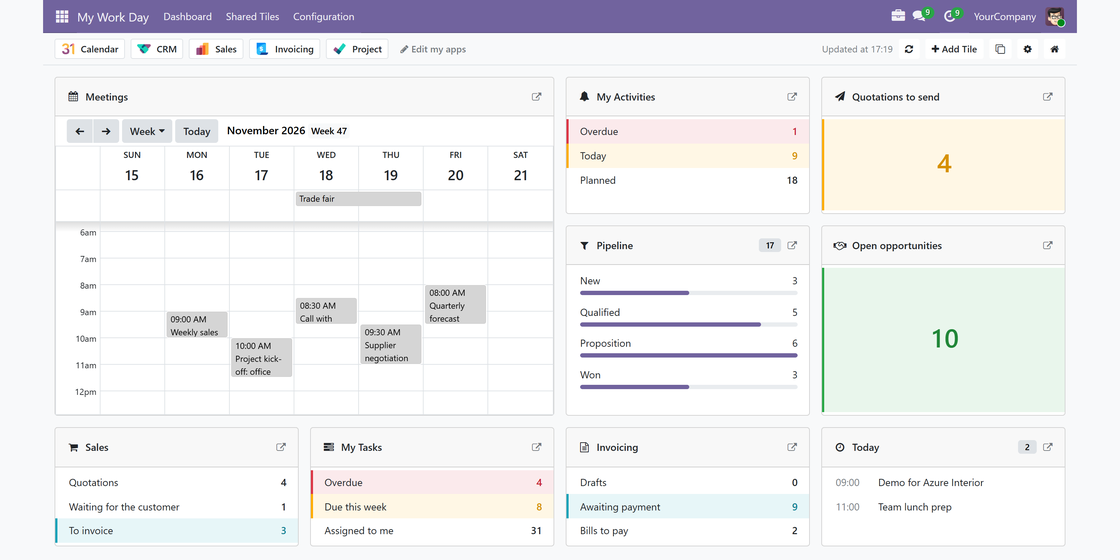 My Work Day Dashboard Shared Tiles Configuration 9 9 YourCompany
31 Calendar CRM Sales Invoicing Project Edit my apps Updated at 17:19 Add Tile
Meetings
Week Today November 2026 Week 47
SUN MON TUE WED THU FRI SAT
15 16 17 18 19 20 21
Trade fair
6am
7am
8am
9am
10am
11am
12pm
09:00 AM
Weekly sales
10:00 AM
Project kick-
off: office
08:30 AM
Call with
09:30 AM
Supplier
negotiation
08:00 AM
Quarterly
forecast
My Activities
Overdue 1
Today 9
Planned 18
Quotations to send
4
Pipeline 17
New 3
Qualified 5
Proposition 6
Won 3
Open opportunities
10
Sales
Quotations 4
Waiting for the customer 1
To invoice 3
My Tasks
Overdue 4
Due this week 8
Assigned to me 31
Invoicing
Drafts 0
Awaiting payment 9
Bills to pay 2
Today 2
09:00 Demo for Azure Interior
11:00 Team lunch prep